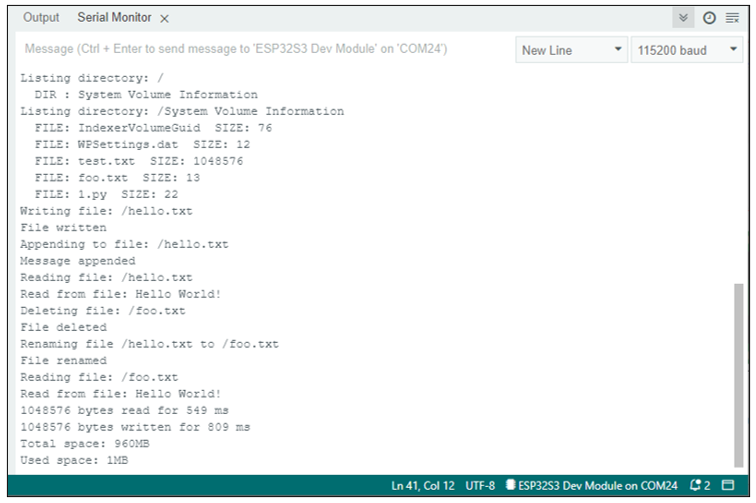 Output Serial Monitor
Message (Ctrl + Enter to send message to 'ESP32S3 Dev Module' on 'COM24')
New Line
115200 baud
Listing directory: /
DIR : System Volume Information
Listing directory: /System Volume Information
FILE: IndexerVolumeGuid SIZE: 76
FILE: WPSettings.dat SIZE: 12
FILE: test.txt SIZE: 1048576
FILE: foo.txt SIZE: 13
FILE: 1.py SIZE: 22
Writing file: /hello.txt
File written
Appending to file: /hello.txt
Message appended
Reading file: /hello.txt
Read from file: Hello World!
Deleting file: /foo.txt
File deleted
Renaming file /hello.txt to /foo.txt
File renamed
Reading file: /foo.txt
Read from file: Hello World!
1048576 bytes read for 549 ms
1048576 bytes written for 809 ms
Total space: 960MB
Used space: 1MB
Ln 41, Col 12 UTF-8 ESP32S3 Dev Module on COM24 2